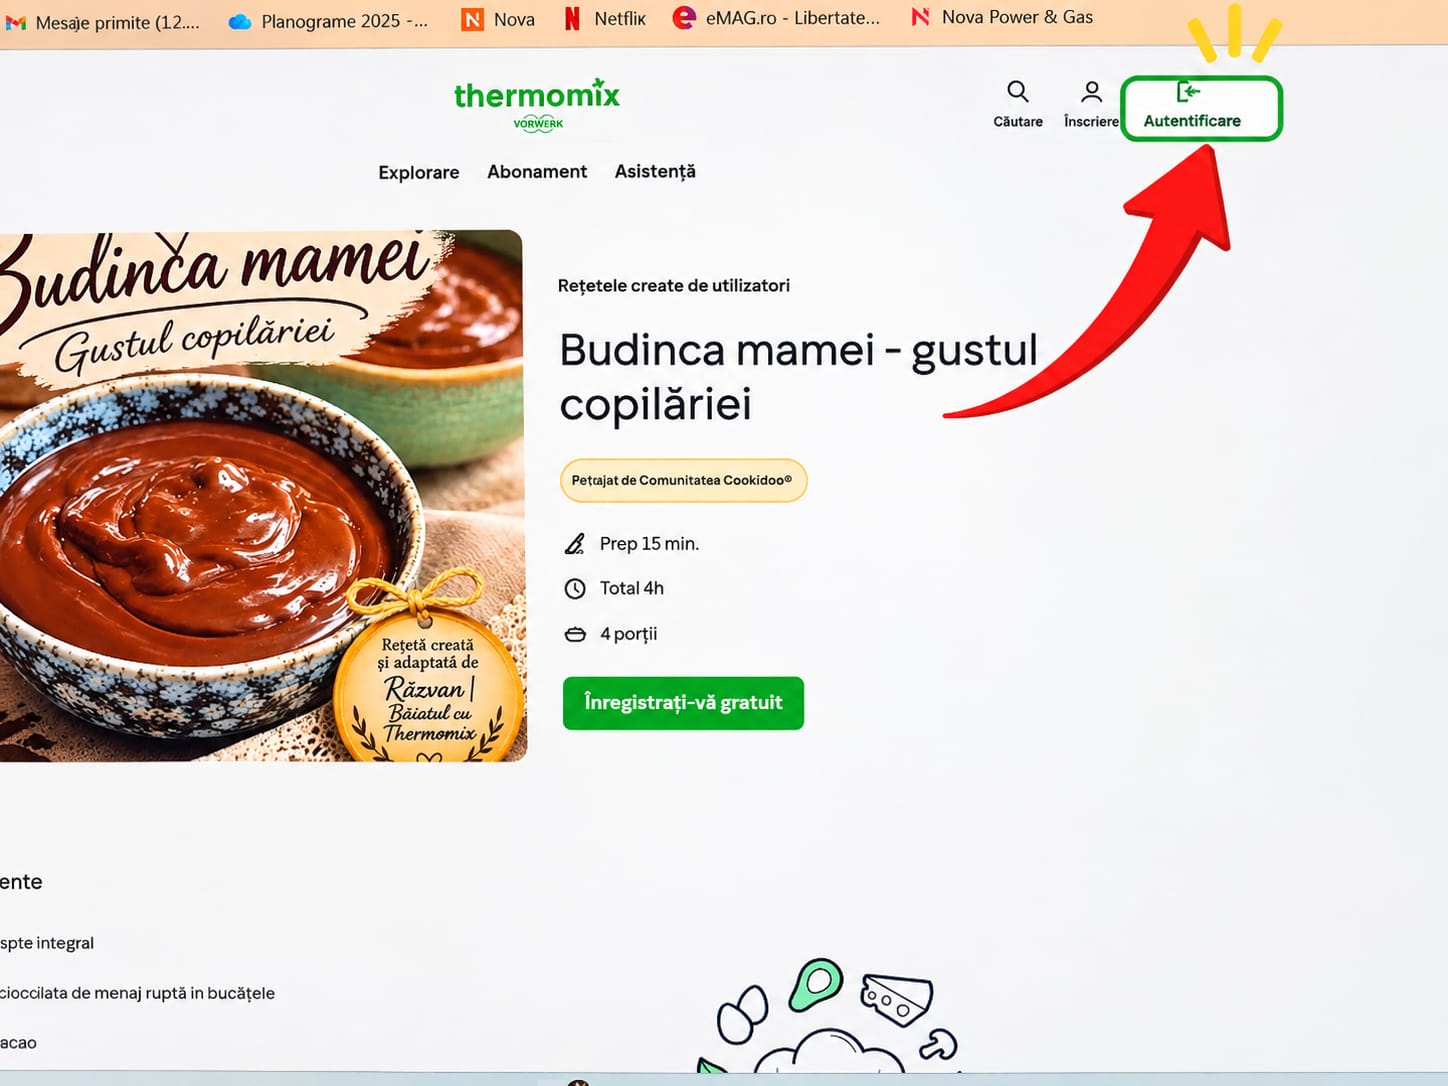 Mesaje primite (12....
Planograme 2025 -...
Nova
Netflix
eMAG.ro - Libertate...
Nova Power & Gas
thermomix
VORWERK
Căutare
Înscriere
Autentificare
Explorare
Abonament
Asistență
Budinca mamei
Gustul copilăriei
Rețetă creată
și adaptată de
Răzvan |
Băiatul cu
Thermomix
Rețetele create de utilizatori
Budinca mamei - gustul
copilăriei
de Comunitatea Cookidoo®
Prep 15 min.
Total 4h
4 porții
Înregistrați-vă gratuit
ente
spte integral
cioccilata de menaj ruptă in bucățele
acao